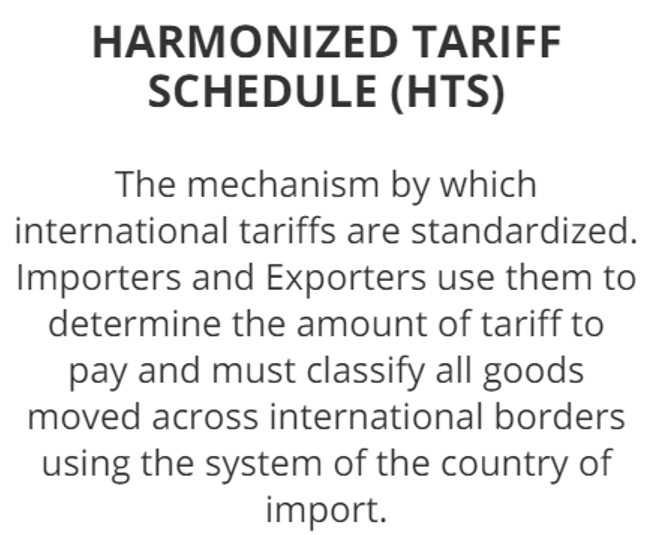 HARMONIZED TARIFF
SCHEDULE (HTS)
The mechanism by which
international tariffs are standardized.
Importers and Exporters use them to
determine the amount of tariff to
pay and must classify all goods
moved across international borders
using the system of the country of
import.